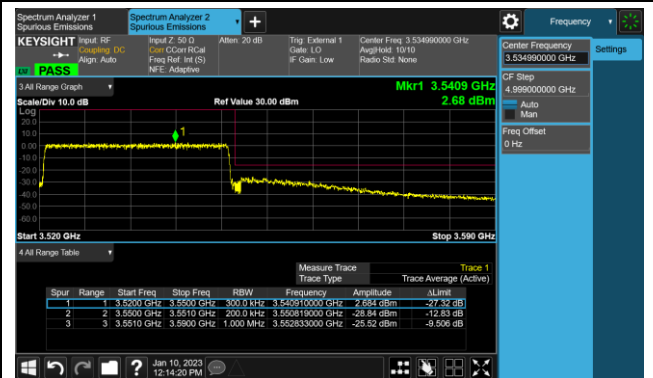 Spectrum Analyzer 1
Spurious Emissions
Spectrum Analyzer 2
Spurious Emissions
Frequency
KEYSIGHT
Input: RF
Coupling: DC
Align: Auto
Input Z: 50 Ω
Corr CCorr RCal
Freq Ref: Int (S)
NFE: Adaptive
Atten: 20 dB
Trig: External 1
Gate: LO
IF Gain: Low
Center Freq: 3.534990000 GHz
Avg|Hold: 10/10
Radio Std: None
PASS
Center Frequency
3.534990000 GHz
Settings
CF Step
4.999000000 GHz
Auto
Man
Freq Offset
0 Hz
3 All Range Graph
Mkr1 3.5409 GHz
Scale/Div 10.0 dB
Ref Value 30.00 dBm
2.68 dBm
Log
20.0
10.0
0.00
-10.0
-20.0
-30.0
-40.0
-50.0
-60.0
1
Start 3.520 GHz
Stop 3.590 GHz
4 All Range Table
Measure Trace Trace 1
Trace Type Trace Average (Active)
Spur Range Start Freq Stop Freq RBW Frequency Amplitude ΔLimit
1 1 3.5200 GHz 3.5500 GHz 300.0 kHz 3.540910000 GHz 2.684 dBm -27.32 dB
2 2 3.5500 GHz 3.5510 GHz 200.0 kHz 3.550819000 GHz -28.84 dBm -12.83 dB
3 3 3.5510 GHz 3.5900 GHz 1.000 MHz 3.552833000 GHz -25.52 dBm -9.506 dB
Jan 10, 2023
12:14:20 PM